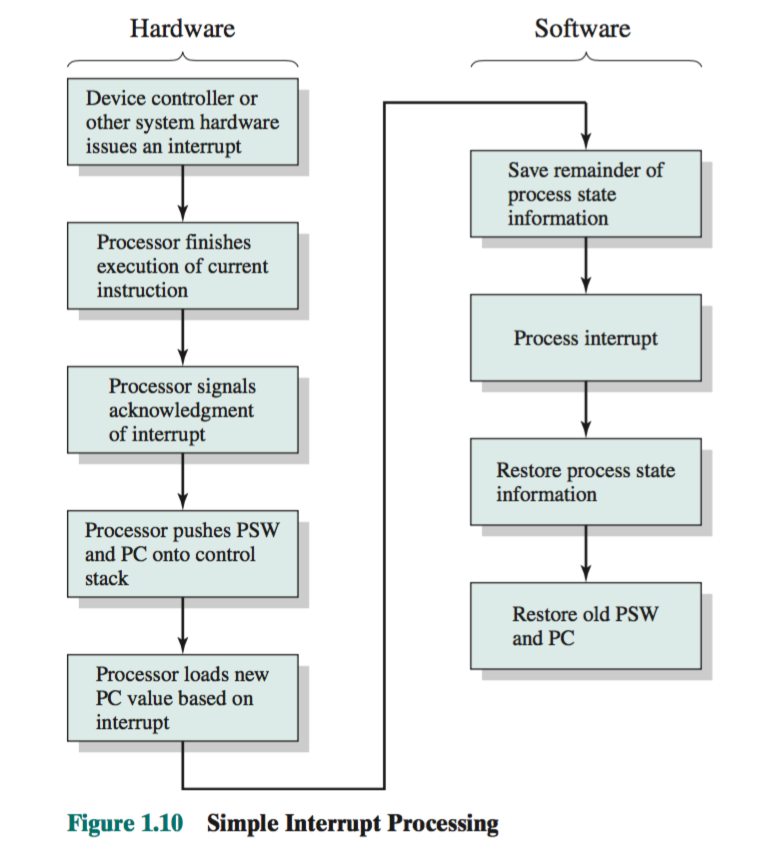 Hardware
Device controller or
other system hardware
issues an interrupt
Processor finishes
execution of current
instruction
Processor signals
acknowledgment
of interrupt
Processor pushes PSW
and PC onto control
stack
Processor loads new
PC value based on
interrupt
Software
Save remainder of
process state
information
Process interrupt
Restore process state
information
Restore old PSW
and PC
Figure 1.10 Simple Interrupt Processing